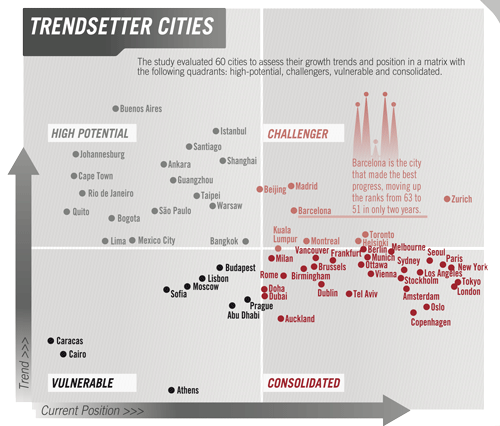 TRENDSETTER CITIES
The study evaluated 60 cities to assess their growth trends and position in a matrix with
the following quadrants: high-potential, challengers, vulnerable and consolidated.
Buenos Aires
HIGH POTENTIAL
Istanbul
CHALLENGER
Santiago
Johannesburg
Shanghai
Ankara
Barcelona is the city
that made the best
progress, moving up
the ranks from 63 to
51 in only two years.
Cape Town
Guangzhou
Rio de Janeiro
Taipei
Beijing
Madrid
Zurich
Quito
Bogota
São Paulo
Warsaw
Barcelona
Lima
Mexico City
Bangkok
Kuala
Lumpur
Montreal
Toronto
Helsinki
Milan
Vancouver
Frankfurt
Berlin
Melbourne
Munich
Seoul
Paris
Budapest
Rome
Brussels
Ottawa
Sydney
New York
Lisbon
Birmingham
Vienna
Los Angeles
Moscow
Stockholm
Tokyo
Sofia
Doha
Dubai
Dublin
Tel Aviv
Amsterdam
London
Prague
Abu Dhabi
Auckland
Oslo
Copenhagen
Caracas
Cairo
VULNERABLE
Athens
CONSOLIDATED
Trend >>>
Current Position >>>